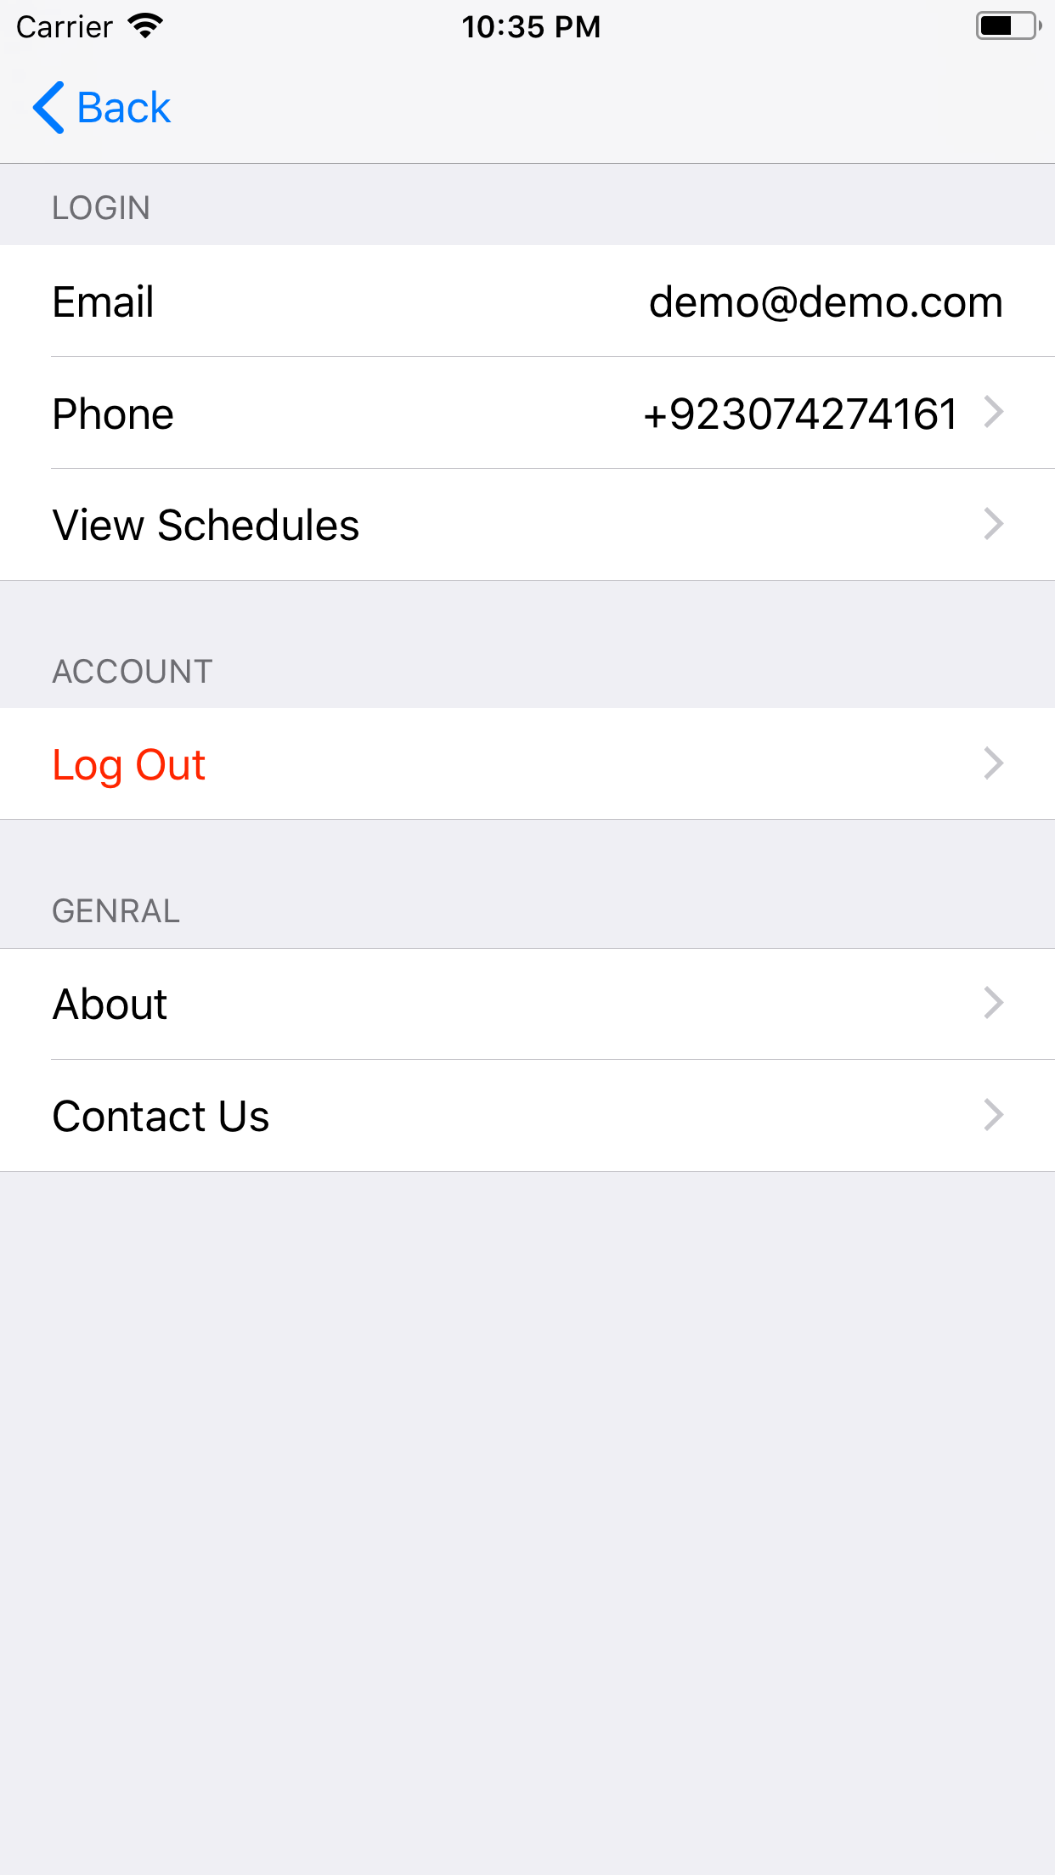 Carrier 10:35 PM
Back
LOGIN
Email demo@demo.com
Phone +923074274161
View Schedules
ACCOUNT
Log Out
GENRAL
About
Contact Us